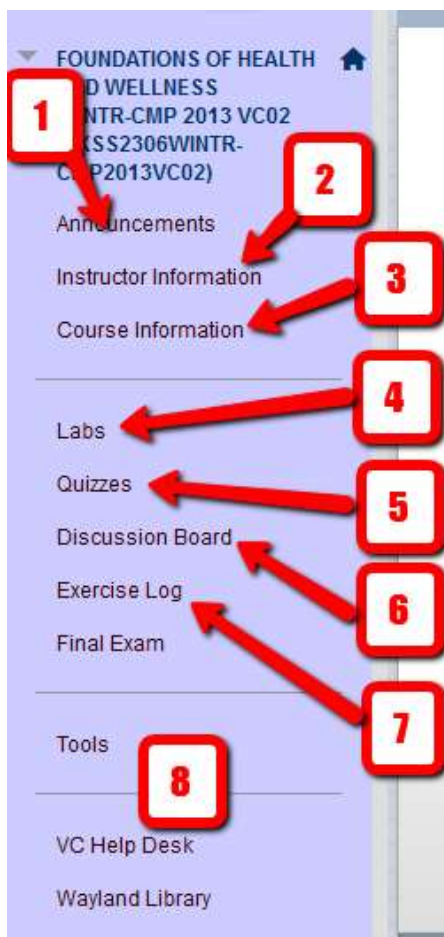 FOUNDATIONS OF HEALTH
D WELLNESS
NTR-CMP 2013 VC02
SS2306WINTR-
P2013VC02)
1
2
Announcements
Instructor Information
3
Course Information
4
Labs
Quizzes
5
Discussion Board
Exercise Log
6
Final Exam
7
Tools
8
VC Help Desk
Wayland Library